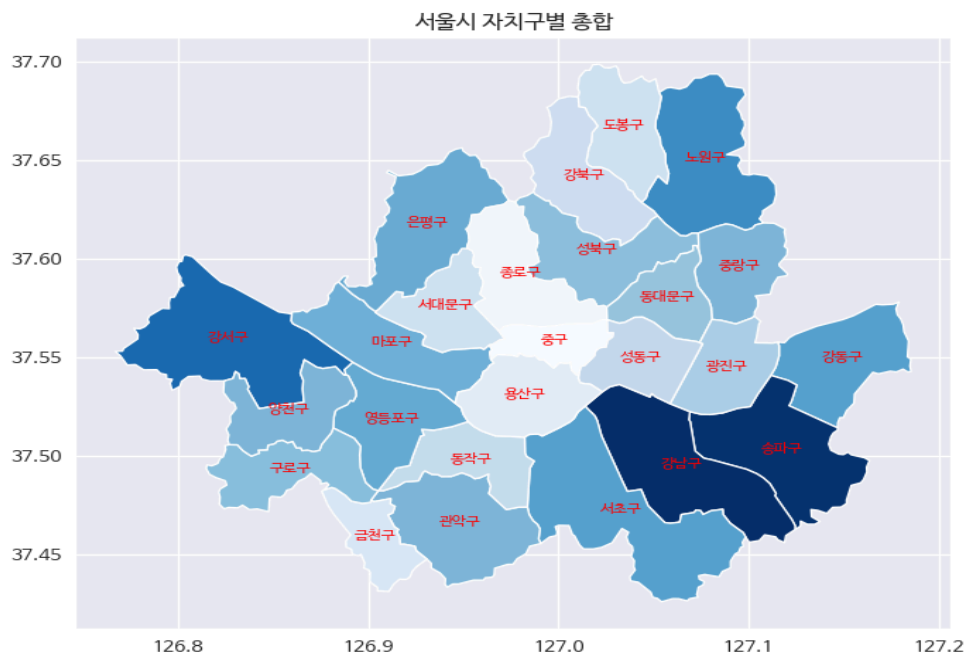 서울시 자치구별 총합
37.70
도봉구
노원구
37.65
강북구
은평구
성북구
37.60
종로구
중랑구
서대문구
동대문구
강서구
마포구
중구
37.55
성동구
광진구
강동구
용산구
양천구
영등포구
37.50
동작구
강남구
송파구
구로구
서초구
관악구
금천구
37.45
126.8
126.9
127.0
127.1
127.2